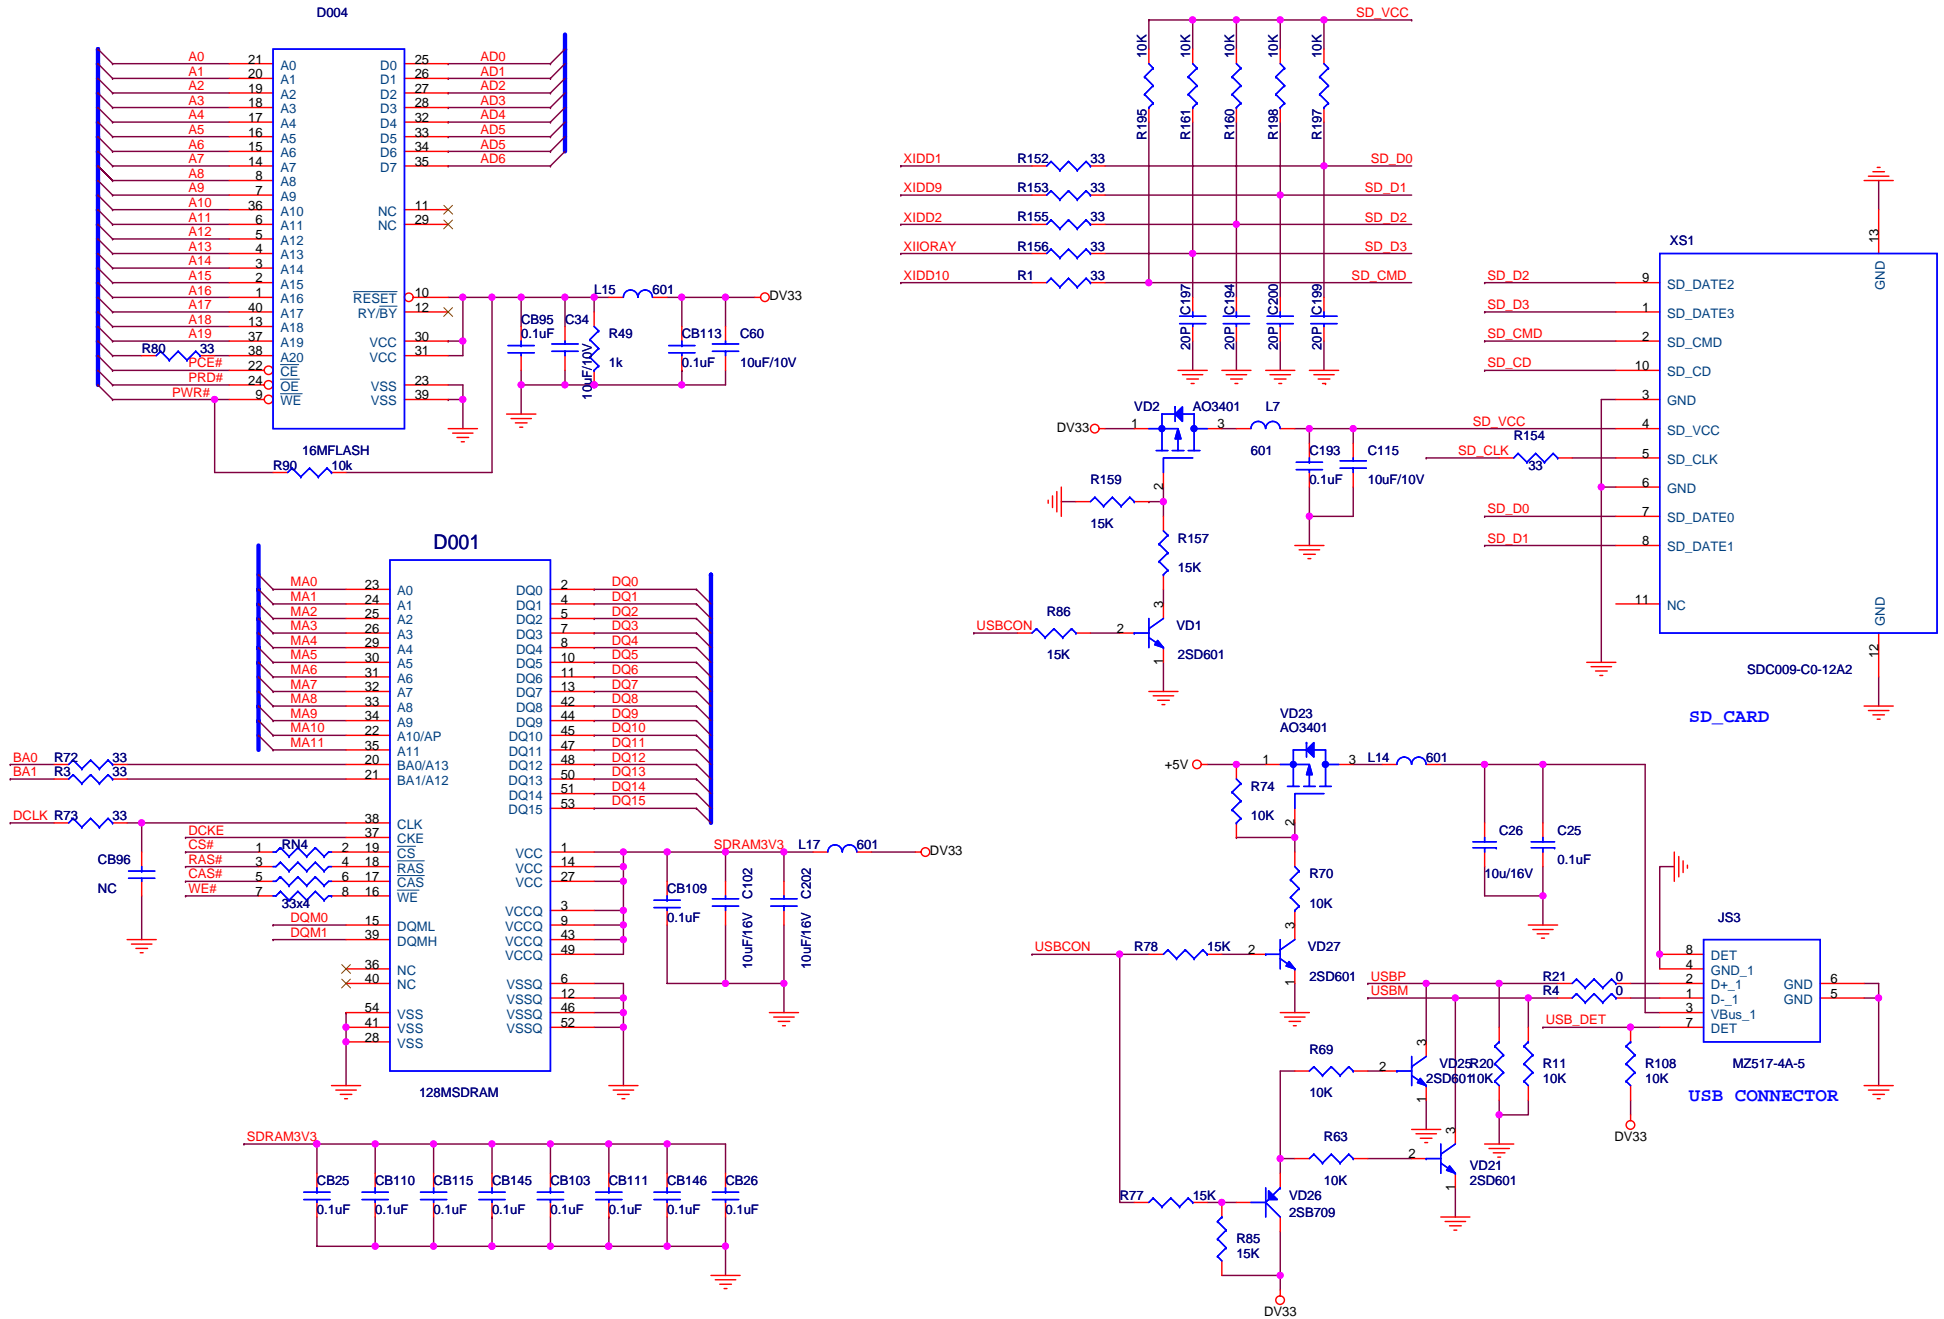 D004
A0 21 A0 D0 25 AD0
A1 20 A1 D1 26 AD1
A2 19 A2 D2 27 AD2
A3 18 A3 D3 28 AD3
A4 17 A4 D4 32 AD4
A5 16 A5 D5 33 AD5
A6 15 A6 D6 34 AD5
A7 14 A7 D7 35 AD6
A8 8 A8
A9 7 A9
A10 36 A10 NC 11
A11 6 A11 NC 29
A12 5 A12
A13 4 A13
A14 3 A14
A15 2 A15
A16 1 A16 RESET 10
A17 40 A17 RY/BY 12
A18 13 A18
A19 37 A19 VCC 30
R80 33 38 A20 VCC 31
PCE# 22 CE
PRD# 24 OE VSS 23
PWR# 9 WE VSS 39
16MFLASH
R90 10k
L15 601 DV33
CB95 0.1uF
C34 10uF/10V
R49 1k
CB113 0.1uF
C60 10uF/10V
D001
MA0 23 A0 DQ0 2 DQ0
MA1 24 A1 DQ1 4 DQ1
MA2 25 A2 DQ2 5 DQ2
MA3 26 A3 DQ3 7 DQ3
MA4 29 A4 DQ4 8 DQ4
MA5 30 A5 DQ5 10 DQ5
MA6 31 A6 DQ6 11 DQ6
MA7 32 A7 DQ7 13 DQ7
MA8 33 A8 DQ8 42 DQ8
MA9 34 A9 DQ9 44 DQ9
MA10 22 A10/AP DQ10 45 DQ10
MA11 35 A11 DQ11 47 DQ11
BA0 R72 33 20 BA0/A13 DQ12 48 DQ12
BA1 R3 33 21 BA1/A12 DQ13 50 DQ13
DQ14 51 DQ14
DQ15 53 DQ15
DCLK R73 33 38 CLK
DCKE 37 CKE
CS# 1 RN4 2 19 CS VCC 1
RAS# 3 4 18 RAS VCC 14
CAS# 5 6 17 CAS VCC 27
WE# 7 8 16 WE
33x4
CB96 NC
VCCQ 3
DQM0 15 DQML VCCQ 9
DQM1 39 DQMH VCCQ 43
VCCQ 49
36 NC
40 NC VSSQ 6
VSSQ 12
54 VSS VSSQ 46
41 VSS VSSQ 52
28 VSS
128MSDRAM
SDRAM3V3 L17 601 DV33
CB109 0.1uF
C102 10uF/16V
C202 10uF/16V
SDRAM3V3
CB25 CB110 CB115 CB145 CB103 CB111 CB146 CB26
0.1uF 0.1uF 0.1uF 0.1uF 0.1uF 0.1uF 0.1uF 0.1uF
SD_VCC
10K 10K 10K 10K 10K
R195 R161 R160 R198 R197
XIDD1 R152 33 SD_D0
XIDD9 R153 33 SD_D1
XIDD2 R155 33 SD_D2
XIIORAY R156 33 SD_D3
XIDD10 R1 33 SD_CMD
C197 C194 C200 C199
20P 20P 20P 20P
VD2 AO3401 L7
DV33 1 3 601 SD_VCC
2
R159 15K
R157 15K
C193 0.1uF
C115 10uF/10V
USBCON R86 15K 2
3
VD1
2SD601
1
XS1
13 GND
SD_D2 9 SD_DATE2
SD_D3 1 SD_DATE3
SD_CMD 2 SD_CMD
SD_CD 10 SD_CD
3 GND
4 SD_VCC
SD_CLK R154 33 5 SD_CLK
6 GND
SD_D0 7 SD_DATE0
SD_D1 8 SD_DATE1
11 NC
GND 12
SDC009-C0-12A2
SD_CARD
VD23
AO3401
+5V 1 3 L14 601
R74 10K
2
R70 10K
C26 10u/16V
C25 0.1uF
USBCON R78 15K 2
3
VD27
2SD601
1
JS3
8 DET
4 GND_1
USBP R21 0 2 D+_1 GND 6
USBM R4 0 1 D-_1 GND 5
3 VBus_1
USB_DET 7 DET
MZ517-4A-5
USB CONNECTOR
R69 10K 2
3
VD25
2SD601
1
R20 10K
R11 10K
R108 10K
DV33
R63 10K 2
3
VD21
2SD601
1
R77 15K
VD26
2SB709
R85 15K
DV33